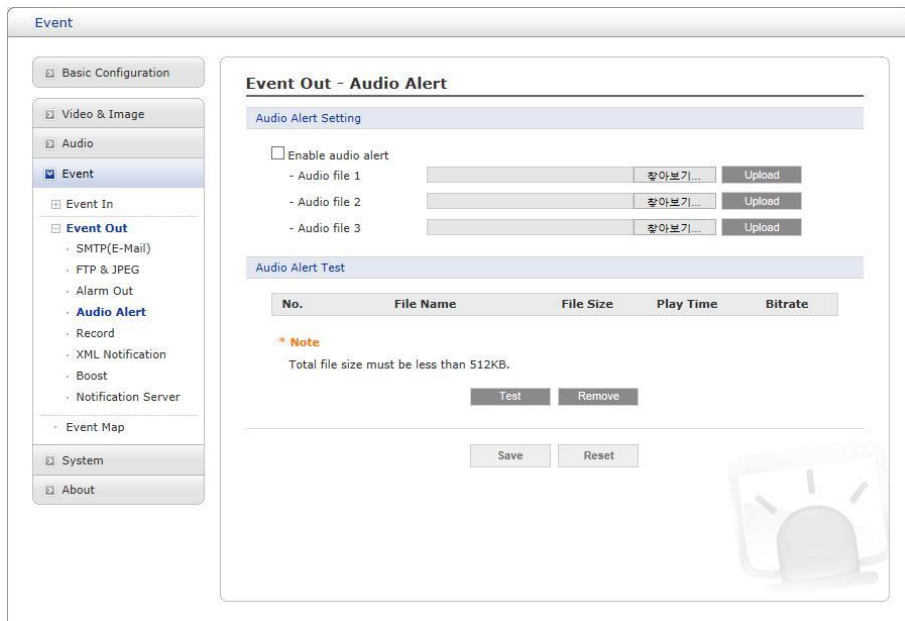 Event
Basic Configuration
Video & Image
Audio
Event
Event In
Event Out
SMTP(E-Mail)
FTP & JPEG
Alarm Out
Audio Alert
Record
XML Notification
Boost
Notification Server
Event Map
System
About
Event Out - Audio Alert
Audio Alert Setting
Enable audio alert
- Audio file 1 찾아보기... Upload
- Audio file 2 찾아보기... Upload
- Audio file 3 찾아보기... Upload
Audio Alert Test
No. File Name File Size Play Time Bitrate
* Note
Total file size must be less than 512KB.
Test Remove
Save Reset